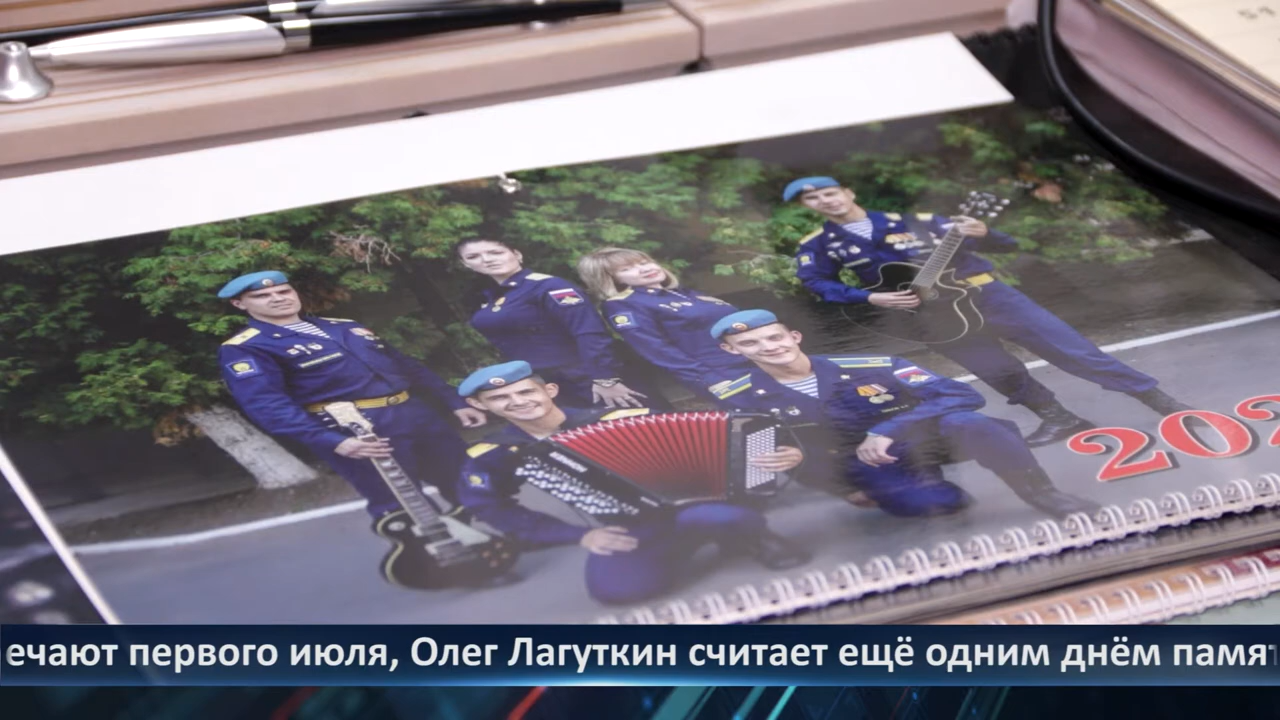 202
ечают первого июля, Олег Лагуткин считает ещё одним днём памя